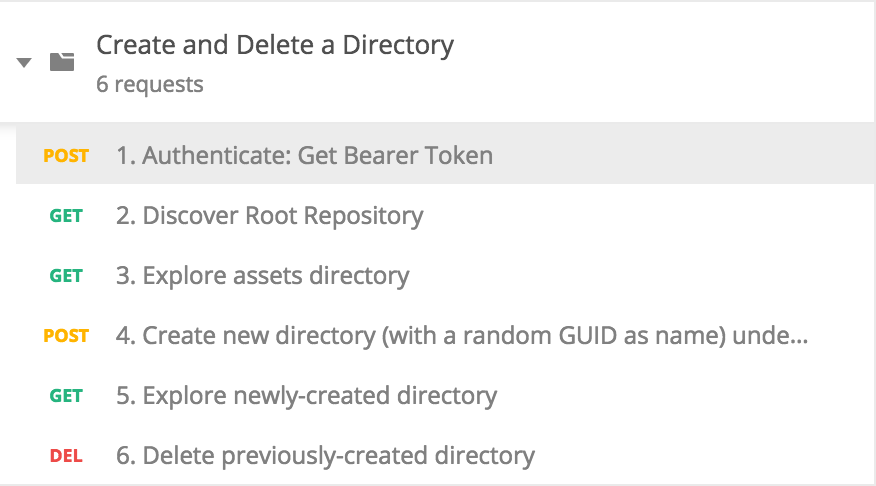 Create and Delete a Directory
6 requests
POST 1. Authenticate: Get Bearer Token
GET 2. Discover Root Repository
GET 3. Explore assets directory
POST 4. Create new directory (with a random GUID as name) unde...
GET 5. Explore newly-created directory
DEL 6. Delete previously-created directory